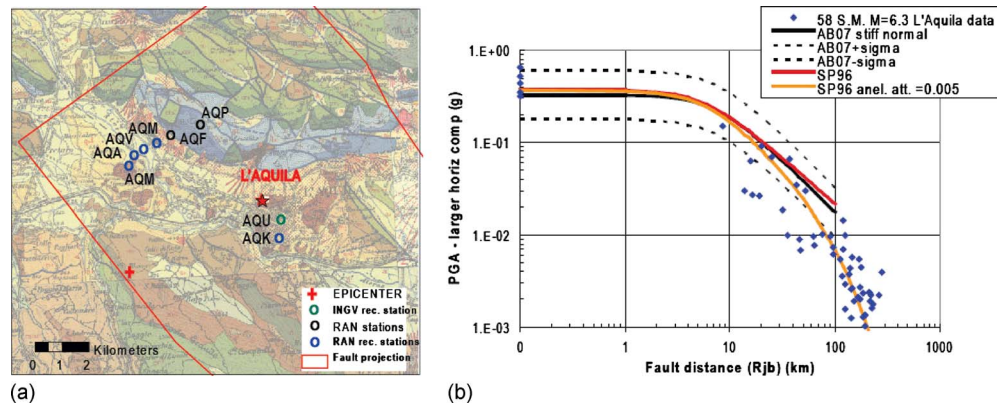 (a)
AQP
AQM
AQV
AQF
AQA
AQM
L'AQUILA
AQU
AQK
EPICENTER
INGV rec. station
RAN stations
RAN rec. stations
Fault projection
0 1 2 Kilometers
(b)
58 S.M. M=6.3 L'Aquila data
AB07 stiff normal
AB07+sigma
AB07-sigma
SP96
SP96 anel. att. =0.005
PGA - larger horiz comp (g)
1.E+00
1.E-01
1.E-02
1.E-03
0 1 10 100 1000
Fault distance (Rjb) (km)